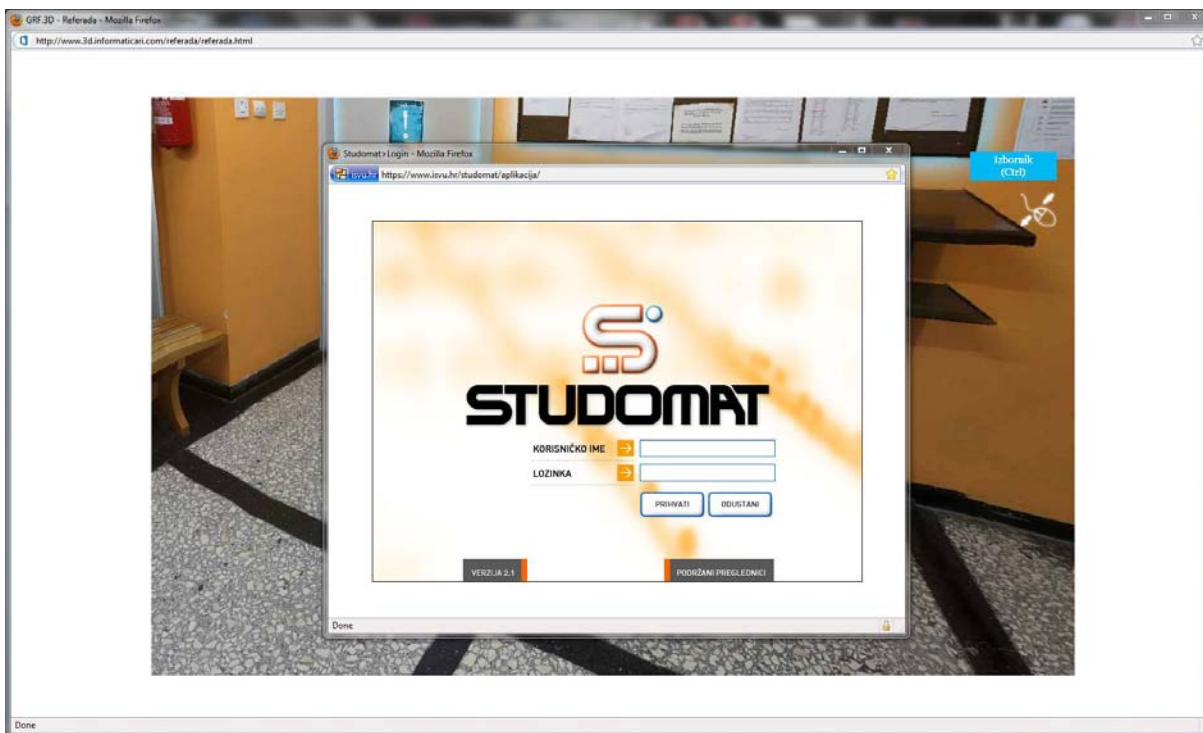 GRF.3D - Referada - Mozilla Firefox
http://www.3d.informaticari.com/referada/referada.html
Studomat>Login - Mozilla Firefox
isvu.hr https://www.isvu.hr/studomat/aplikacija/
Izbornik
(Ctrl)
STUDOMAT
KORISNIČKO IME
LOZINKA
PRIHVATI ODUSTANI
VERZIJA 2.1 PODRŽANI PREGLEDNICI
Done
Done